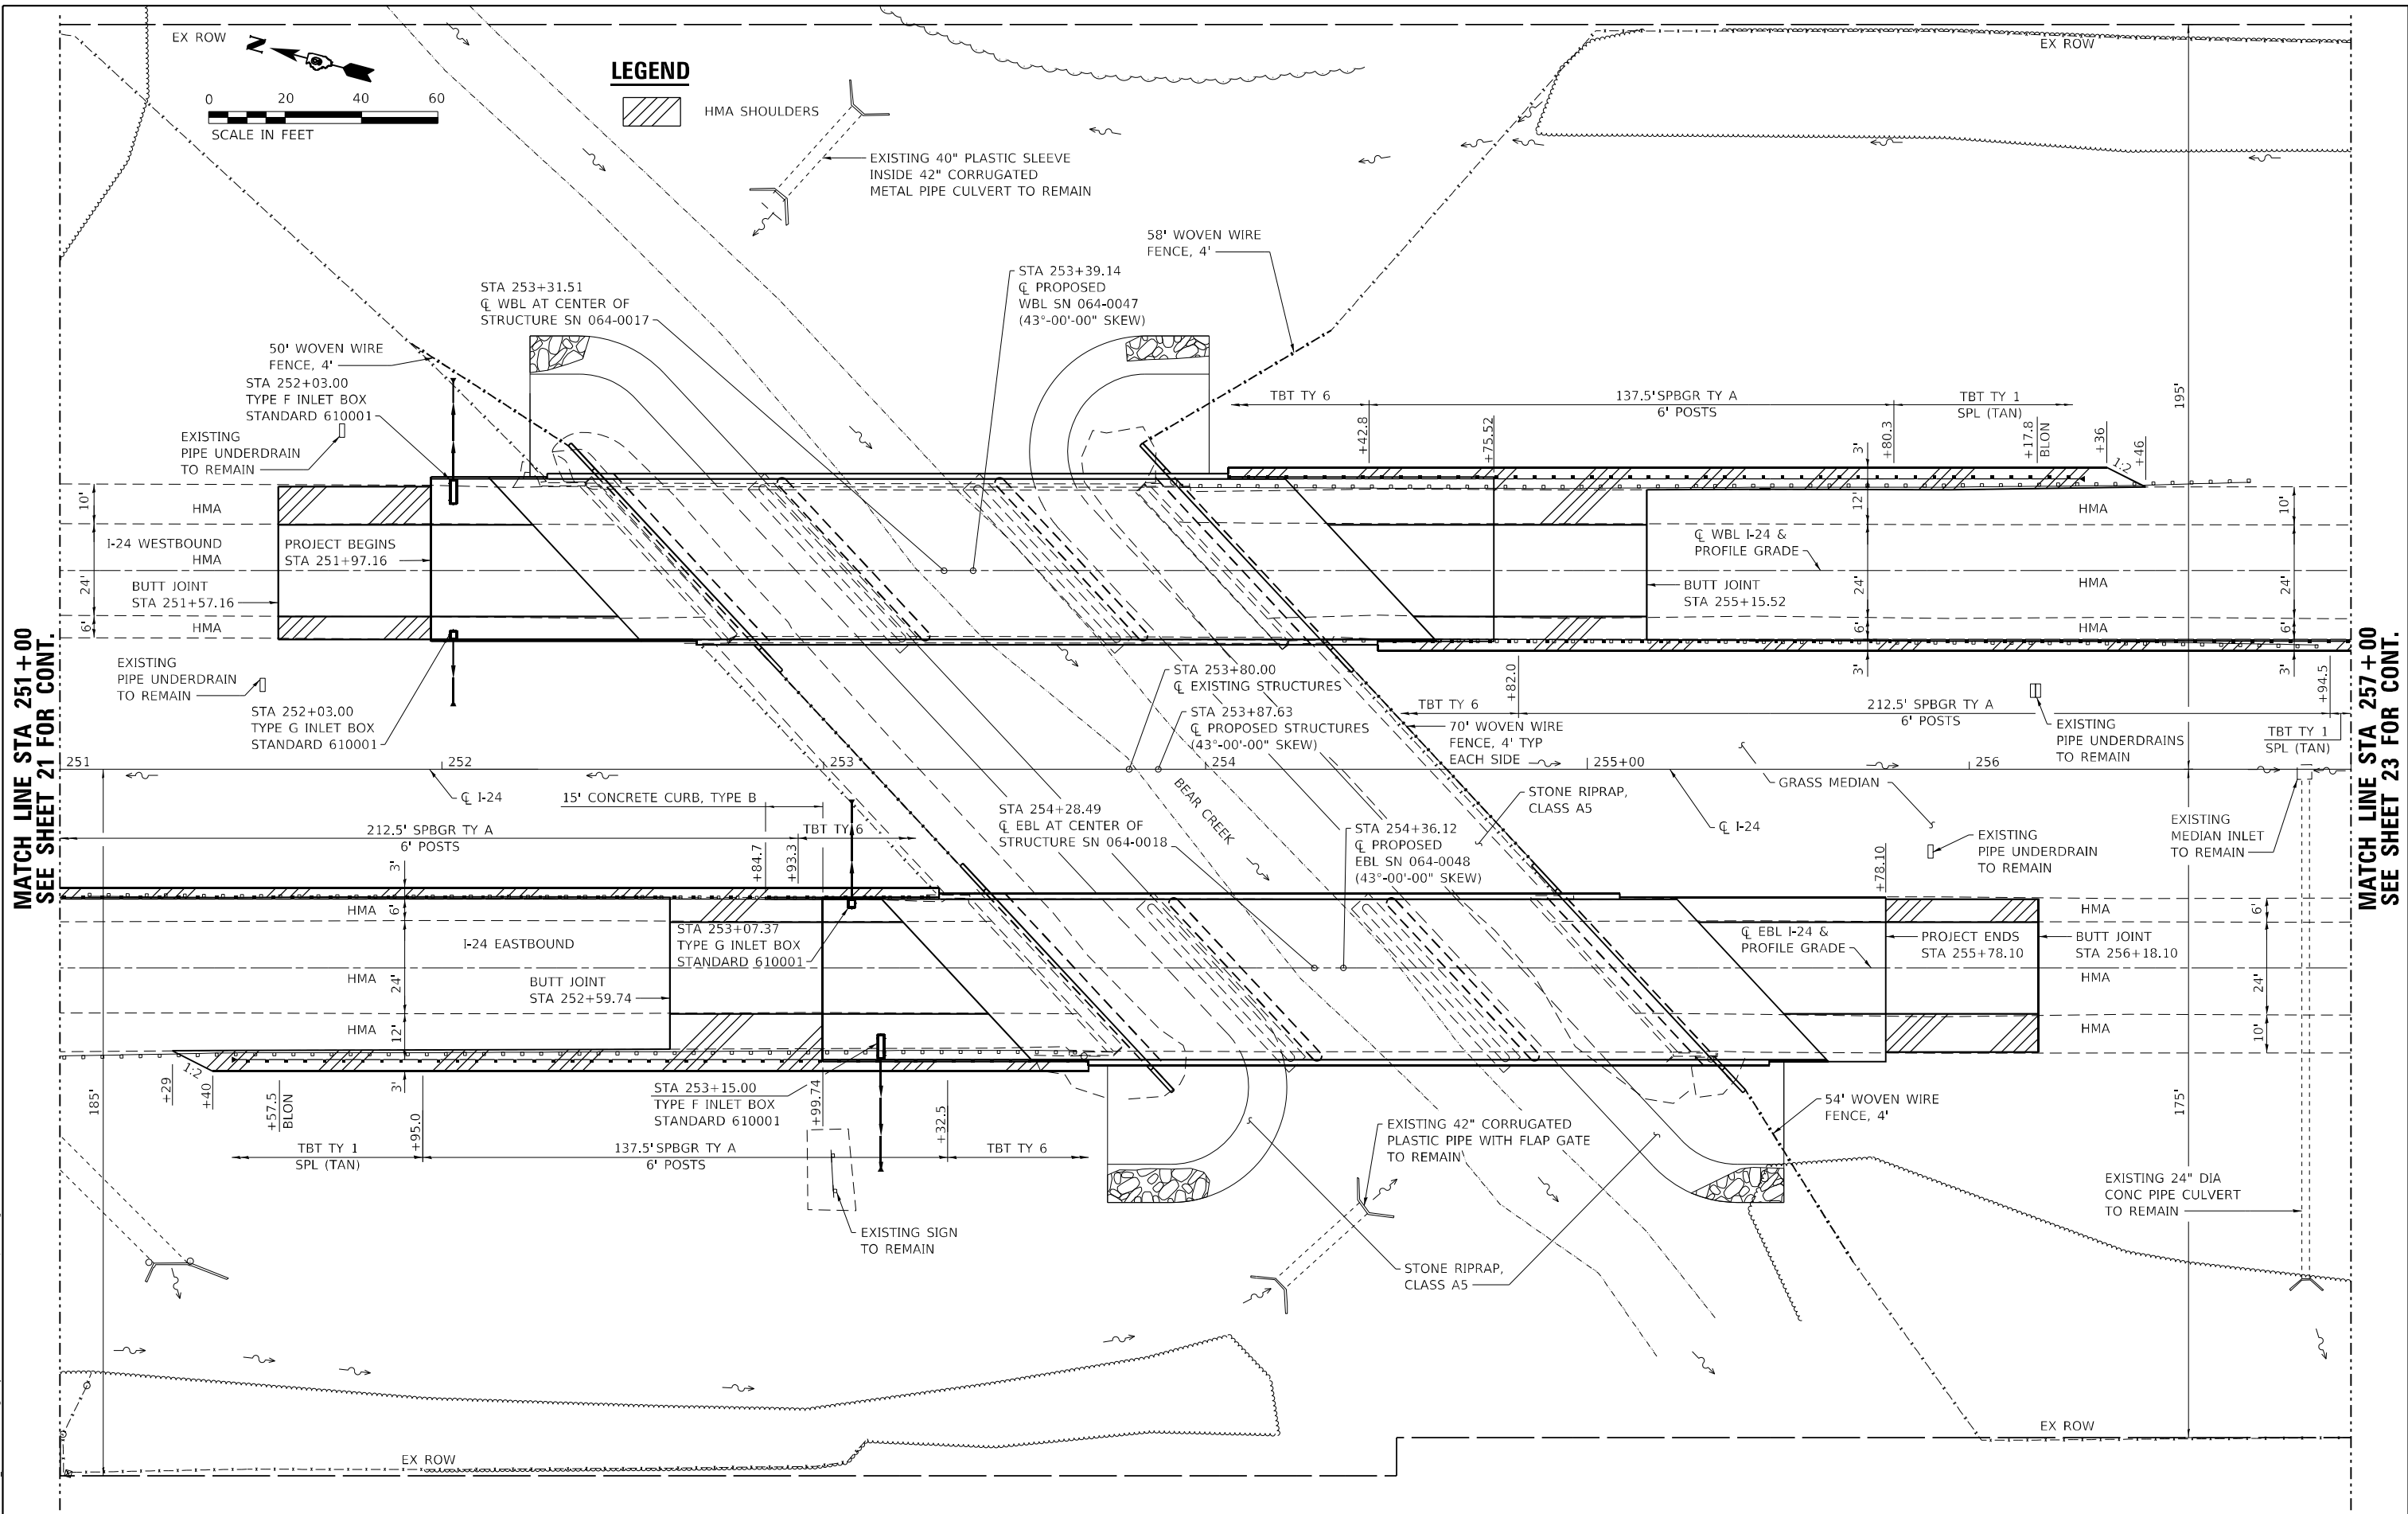 EX ROW
N
0 20 40 60
SCALE IN FEET
LEGEND
HMA SHOULDERS
EX ROW
EXISTING 40" PLASTIC SLEEVE
INSIDE 42" CORRUGATED
METAL PIPE CULVERT TO REMAIN
58' WOVEN WIRE
FENCE, 4'
STA 253+31.51
℄ WBL AT CENTER OF
STRUCTURE SN 064-0017
STA 253+39.14
℄ PROPOSED
WBL SN 064-0047
(43°-00'-00" SKEW)
50' WOVEN WIRE
FENCE, 4'
STA 252+03.00
TYPE F INLET BOX
STANDARD 610001
EXISTING
PIPE UNDERDRAIN
TO REMAIN
TBT TY 6
137.5' SPBGR TY A
6' POSTS
TBT TY 1
SPL (TAN)
195'
+42.8
+75.52
+80.3
+17.8
BLON
+36
+46
1:2
3'
12'
24'
6'
3'
10'
24'
6'
3'
10'
24'
6'
HMA
I-24 WESTBOUND
HMA
HMA
PROJECT BEGINS
STA 251+97.16
BUTT JOINT
STA 251+57.16
℄ WBL I-24 &
PROFILE GRADE
BUTT JOINT
STA 255+15.52
HMA
HMA
HMA
MATCH LINE STA 251+00
SEE SHEET 21 FOR CONT.
MATCH LINE STA 257+00
SEE SHEET 23 FOR CONT.
EXISTING
PIPE UNDERDRAIN
TO REMAIN
STA 252+03.00
TYPE G INLET BOX
STANDARD 610001
STA 253+80.00
℄ EXISTING STRUCTURES
STA 253+87.63
℄ PROPOSED STRUCTURES
(43°-00'-00" SKEW)
TBT TY 6
+82.0
212.5' SPBGR TY A
6' POSTS
+94.5
TBT TY 1
SPL (TAN)
70' WOVEN WIRE
FENCE, 4' TYP
EACH SIDE
EXISTING
PIPE UNDERDRAINS
TO REMAIN
251 252 253 254 255+00 256
℄ I-24
GRASS MEDIAN
℄ I-24
15' CONCRETE CURB, TYPE B
212.5' SPBGR TY A
6' POSTS
TBT TY 6
+84.7
+93.3
BEAR CREEK
STA 254+28.49
℄ EBL AT CENTER OF
STRUCTURE SN 064-0018
STA 254+36.12
℄ PROPOSED
EBL SN 064-0048
(43°-00'-00" SKEW)
STONE RIPRAP,
CLASS A5
EXISTING
PIPE UNDERDRAIN
TO REMAIN
EXISTING
MEDIAN INLET
TO REMAIN
+78.10
3'
6'
24'
12'
3'
HMA
I-24 EASTBOUND
HMA
HMA
BUTT JOINT
STA 252+59.74
STA 253+07.37
TYPE G INLET BOX
STANDARD 610001
℄ EBL I-24 &
PROFILE GRADE
PROJECT ENDS
STA 255+78.10
BUTT JOINT
STA 256+18.10
HMA
HMA
HMA
6'
24'
10'
185'
+29
1:2
+40
+57.5
BLON
+95.0
STA 253+15.00
TYPE F INLET BOX
STANDARD 610001
+99.74
+32.5
TBT TY 1
SPL (TAN)
137.5' SPBGR TY A
6' POSTS
TBT TY 6
54' WOVEN WIRE
FENCE, 4'
175'
EXISTING 42" CORRUGATED
PLASTIC PIPE WITH FLAP GATE
TO REMAIN
EXISTING 24" DIA
CONC PIPE CULVERT
TO REMAIN
EXISTING SIGN
TO REMAIN
STONE RIPRAP,
CLASS A5
EX ROW
EX ROW